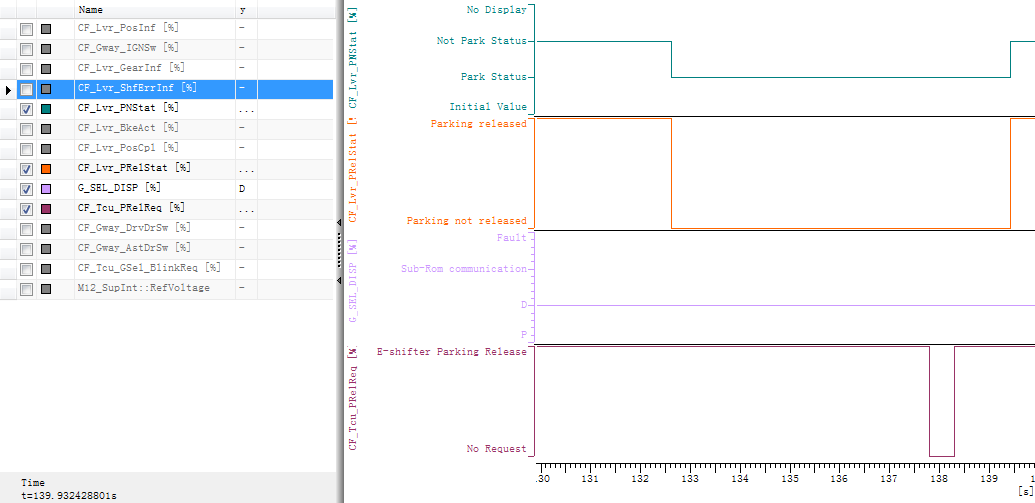 Name y
CF_Lvr_PosInf [%] -
CF_Gway_IGNSw [%] -
CF_Lvr_GearInf [%] -
CF_Lvr_ShfErrInf [%] -
CF_Lvr_PNStat [%] ...
CF_Lvr_BkeAct [%] -
CF_Lvr_PosCpl [%] -
CF_Lvr_PRelStat [%] ...
G_SEL_DISP [%] D
CF_Tcu_PRelReq [%] ...
CF_Gway_DrvDrSw [%] -
CF_Gway_AstDrSw [%] -
CF_Tcu_GSel_BlinkReq [%] -
M12_SupInt::RefVoltage -
Time
t=139.932428801s
CF_Lvr_PNStat [%]
No Display
Not Park Status
Park Status
Initial Value
CF_Lvr_PRelStat [%
Parking released
Parking not released
G_SEL_DISP [%]
Fault
Sub-Rom communication
D
P
CF_Tcu_PRelReq [%
E-shifter Parking Release
No Request
.30 131 132 133 134 135 136 137 138 139 1
[s]